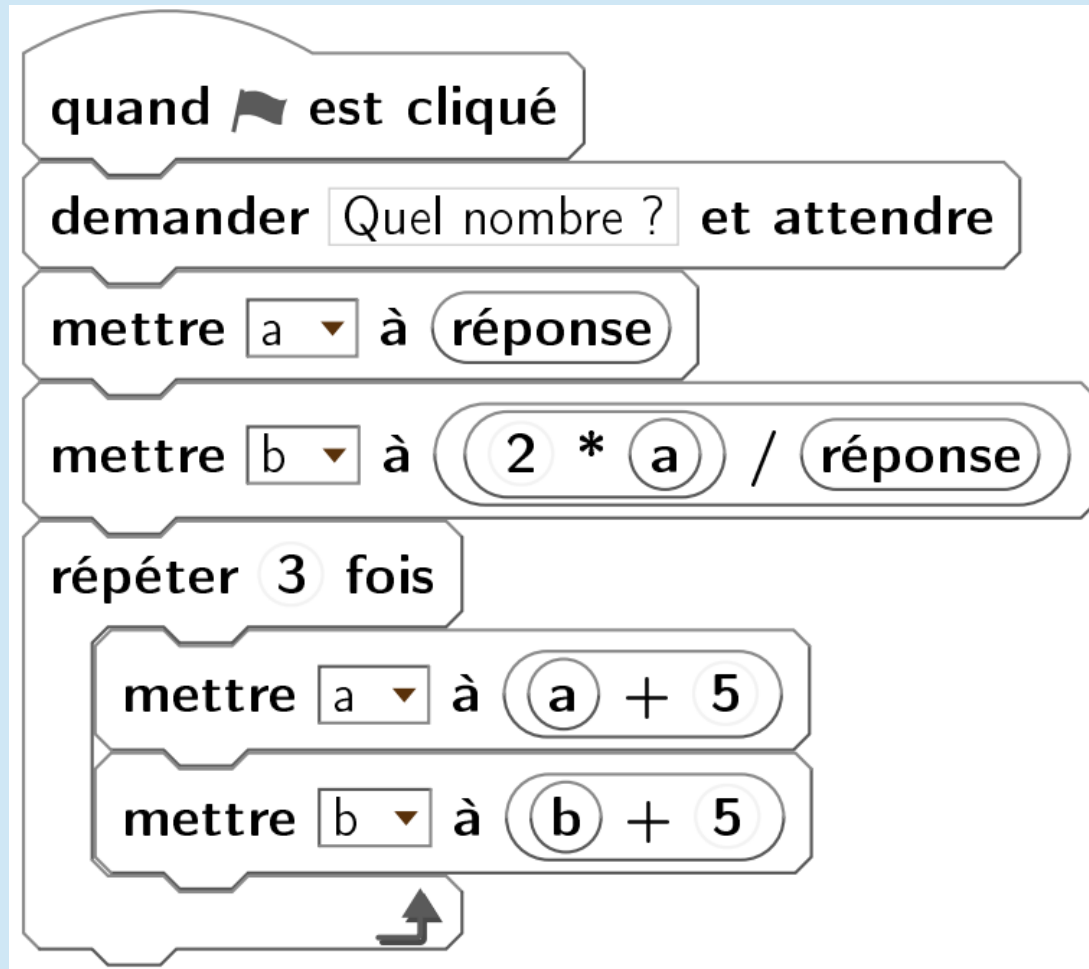 quand est cliqué
demander Quel nombre ? et attendre
mettre a à réponse
mettre b à 2 * a / réponse
répéter 3 fois
mettre a à a + 5
mettre b à b + 5